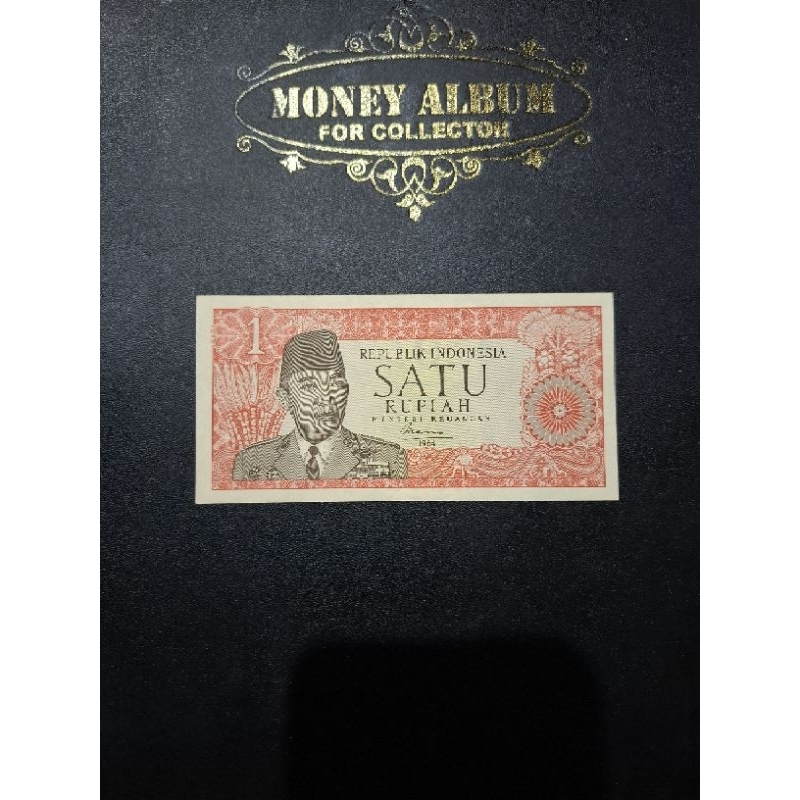 MONEY ALBUM
FOR COLLECTOR
1
REPUBLIK INDONESIA
SATU
RUPIAH
MENTERI KEUANGAN
1964